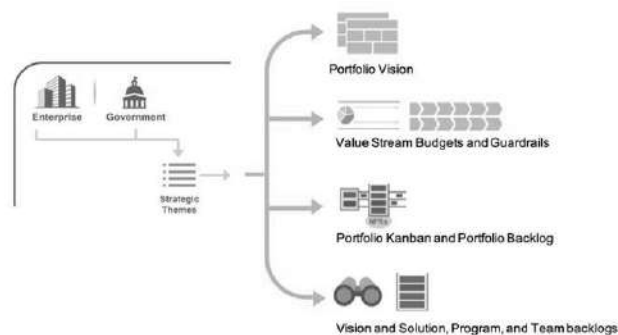 Enterprise
Government
Strategic
Themes
Portfolio Vision
Value Stream Budgets and Guardrails
NFRs
Portfolio Kanban and Portfolio Backlog
Vision and Solution, Program, and Team backlogs